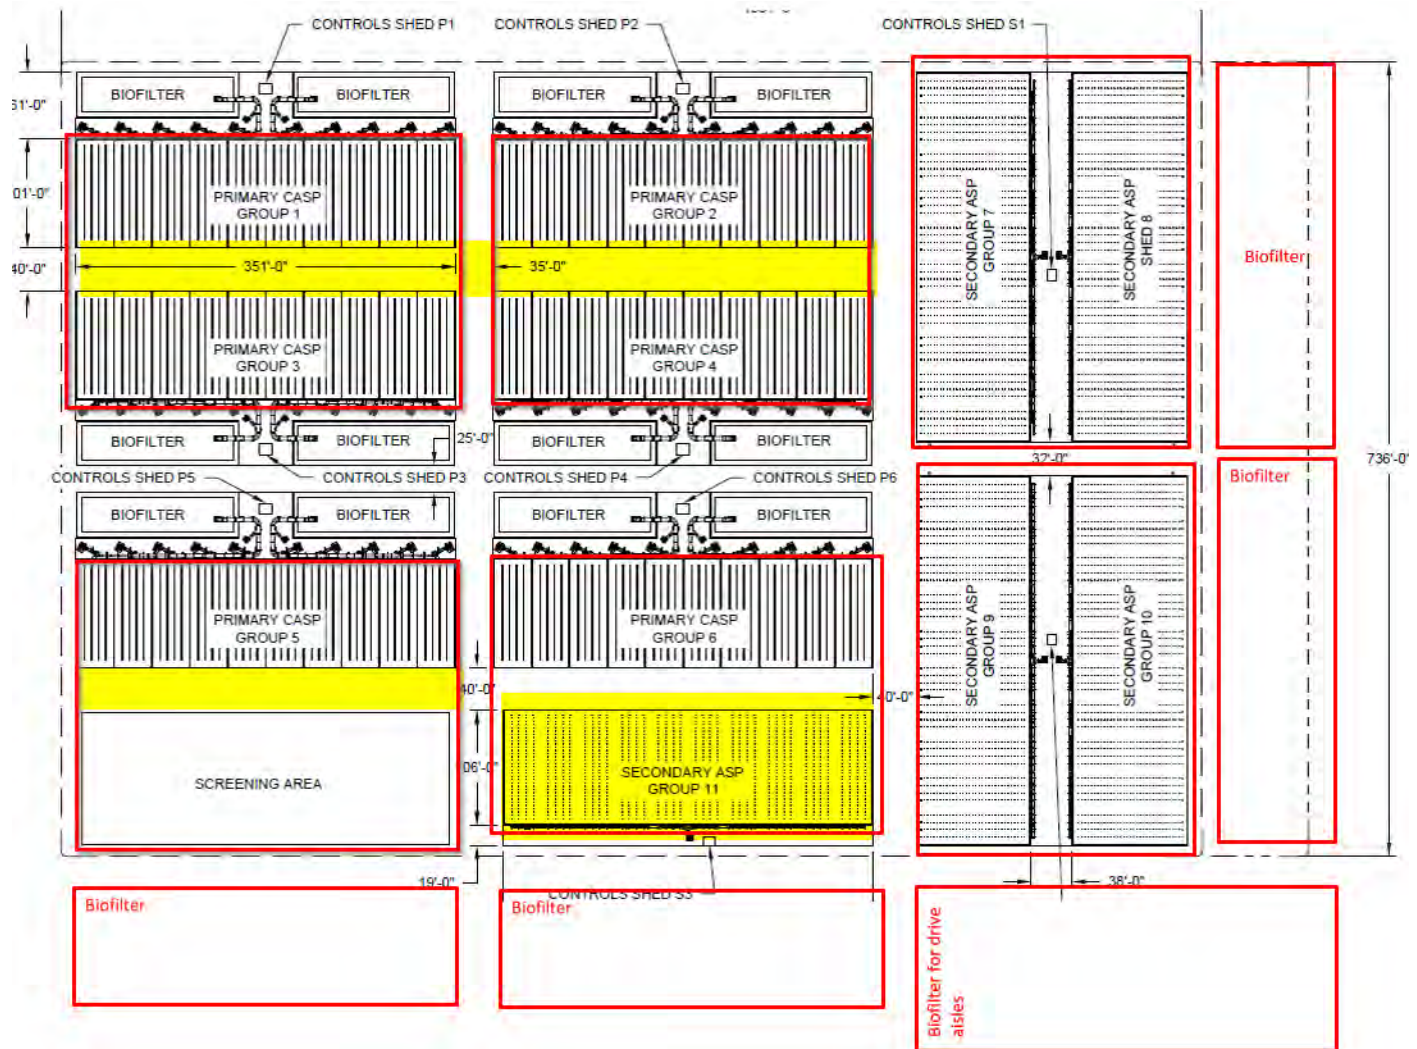 CONTROLS SHED P1
CONTROLS SHED P2
CONTROLS SHED S1
BIOFILTER
BIOFILTER
BIOFILTER
BIOFILTER
61'-0"
PRIMARY CASP
GROUP 1
PRIMARY CASP
GROUP 2
01'-0"
SECONDARY ASP
GROUP 7
SECONDARY ASP
SHED 8
Biofilter
40'-0"
351'-0"
35'-0"
PRIMARY CASP
GROUP 3
PRIMARY CASP
GROUP 4
BIOFILTER
BIOFILTER
25'-0"
BIOFILTER
BIOFILTER
32'-0"
736'-0"
CONTROLS SHED P5
CONTROLS SHED P3
CONTROLS SHED P4
CONTROLS SHED P6
Biofilter
BIOFILTER
BIOFILTER
BIOFILTER
BIOFILTER
PRIMARY CASP
GROUP 5
PRIMARY CASP
GROUP 6
SECONDARY ASP
GROUP 9
SECONDARY ASP
GROUP 10
40'-0"
40'-0"
06'-0"
SCREENING AREA
SECONDARY ASP
GROUP 11
19'-0"
CONTROLS SHED S3
38'-0"
Biofilter
Biofilter
Biofilter for drive
aisles